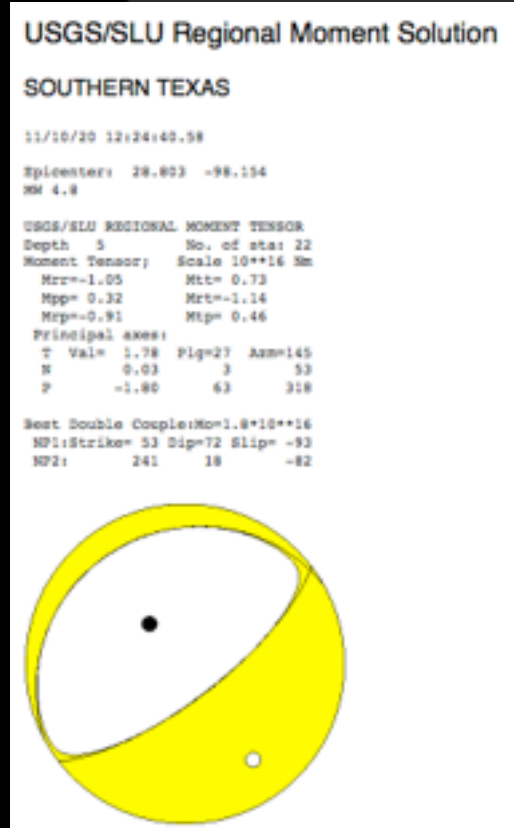 USGS/SLU Regional Moment Solution
SOUTHERN TEXAS
11/10/20 12:24:40.58
Epicenter: 28.803 -98.154
MW 4.8
USGS/SLU REGIONAL MOMENT TENSOR
Depth 5 No. of sta: 22
Moment Tensor; Scale 10**16 Nm
Mrr=-1.05 Mtt= 0.73
Mpp= 0.32 Mrt=-1.14
Mrp=-0.91 Mtp= 0.46
Principal axes:
T Val= 1.78 Plg=27 Azm=145
N 0.03 3 53
P -1.80 63 318
Best Double Couple:Mo=1.8*10**16
NP1:Strike= 53 Dip=72 Slip= -93
NP2: 241 18 -82